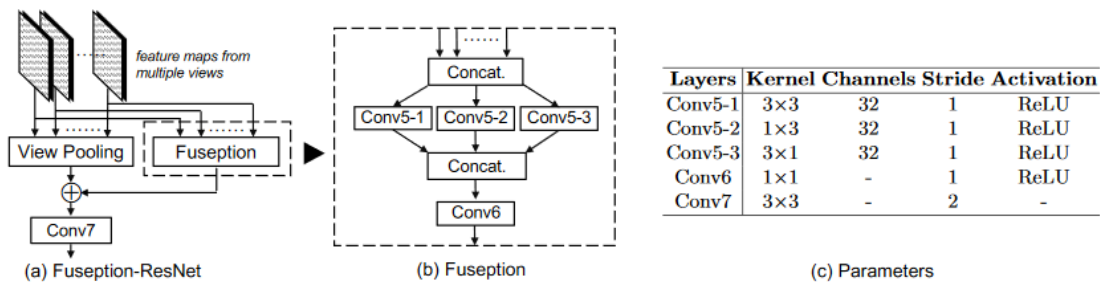 feature maps from
multiple views
View Pooling
Fuseption
Conv7
(a) Fuseption-ResNet
Concat.
Conv5-1 Conv5-2 Conv5-3
Concat.
Conv6
(b) Fuseption
Layers Kernel Channels Stride Activation
Conv5-1 3×3 32 1 ReLU
Conv5-2 1×3 32 1 ReLU
Conv5-3 3×1 32 1 ReLU
Conv6 1×1 - 1 ReLU
Conv7 3×3 - 2 -
(c) Parameters